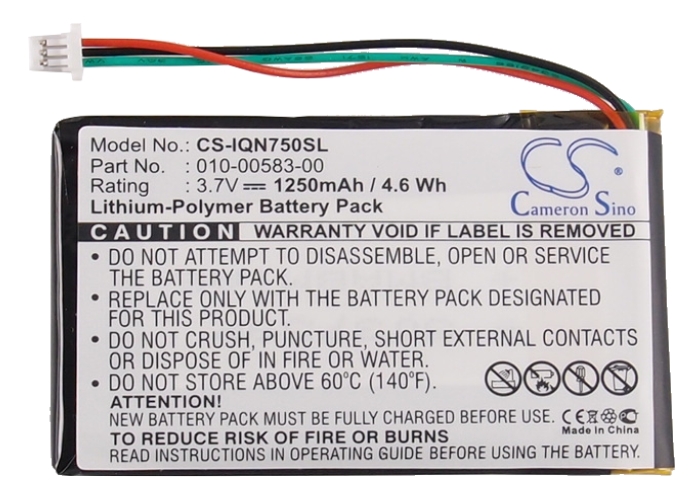 Model No.: CS-IQN750SL
Part No. : 010-00583-00
Rating : 3.7V 1250mAh / 4.6 Wh
Lithium-Polymer Battery Pack
CS
Cameron Sino
CAUTION WARRANTY VOID IF LABEL IS REMOVED
• DO NOT ATTEMPT TO DISASSEMBLE, OPEN OR SERVICE
THE BATTERY PACK.
• REPLACE ONLY WITH THE BATTERY PACK DESIGNATED
FOR YOUR PRODUCT.
• DO NOT CRUSH, PUNCTURE, SHORT EXTERNAL CONTACTS
OR DISPOSE OF IN FIRE OR WATER.
• DO NOT STORE ABOVE 60°C (140°F).
ATTENTION!
NEW BATTERY PACK MUST BE FULLY CHARGED BEFORE USE
TO REDUCE RISK OF FIRE OR BURNS
READ INSTRUCTIONS IN OPERATING MANUAL BEFORE USING BATTERY PACK.
CE
Made in China